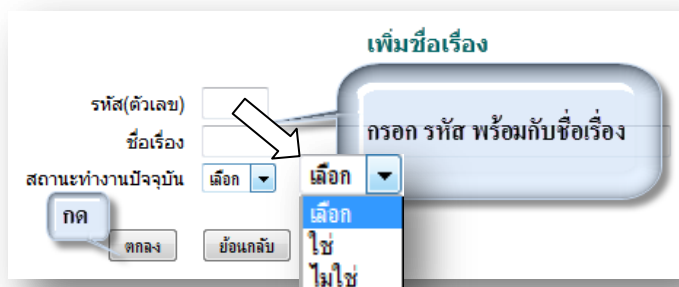 เพิ่มชื่อเรื่อง
รหัส(ตัวเลข)
ชื่อเรื่อง
กรอก รหัส พร้อมกับชื่อเรื่อง
สถานะทำงานปัจจุบัน เลือก
เลือก
เลือก
ใช่
ไม่ใช่
กด
ตกลง ย้อนกลับ